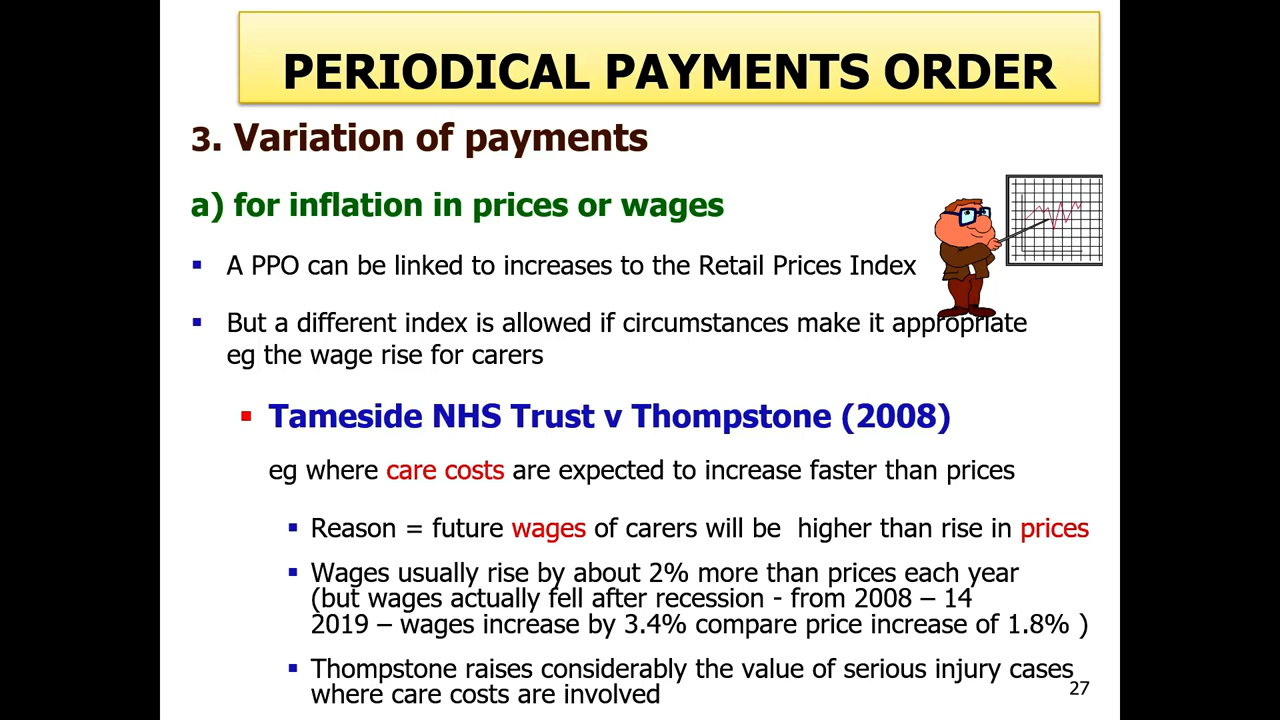 PERIODICAL PAYMENTS ORDER
3. Variation of payments
a) for inflation in prices or wages
▪ A PPO can be linked to increases to the Retail Prices Index
▪ But a different index is allowed if circumstances make it appropriate
eg the wage rise for carers
▪ Tameside NHS Trust v Thompstone (2008)
eg where care costs are expected to increase faster than prices
▪ Reason = future wages of carers will be higher than rise in prices
▪ Wages usually rise by about 2% more than prices each year
(but wages actually fell after recession - from 2008 – 14
2019 – wages increase by 3.4% compare price increase of 1.8% )
▪ Thompstone raises considerably the value of serious injury cases
where care costs are involved
27